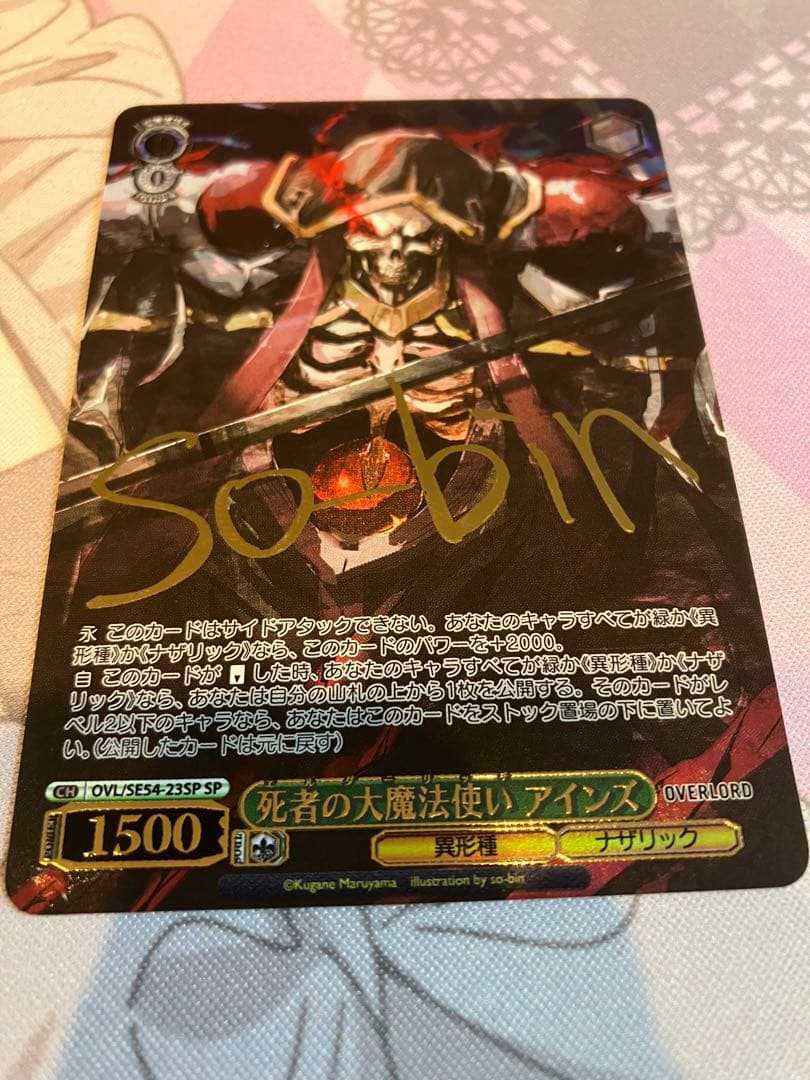 0
0
so-bin
永 このカードはサイドアタックできない。あなたのキャラすべてが緑か《異
形種》か《ナザリック》なら、このカードのパワーを+2000。
自 このカードが した時、あなたのキャラすべてが緑か《異形種》か《ナザ
リック》なら、あなたは自分の山札の上から1枚を公開する。そのカードがレ
ベル2以下のキャラなら、あなたはこのカードをストック置場の下に置いてよ
い。（公開したカードは元に戻す）
CH OVL/SE54-23SP SP
死者の大魔法使い アインズ
OVERLORD
1500
異形種 ナザリック
©Kugane Maruyama illustration by so-bin